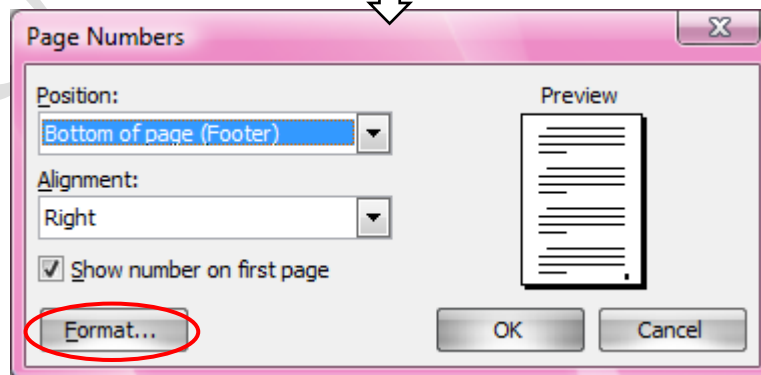 Page Numbers
Position:
Preview
Bottom of page (Footer)
Alignment:
Right
Show number on first page
Format...
OK
Cancel